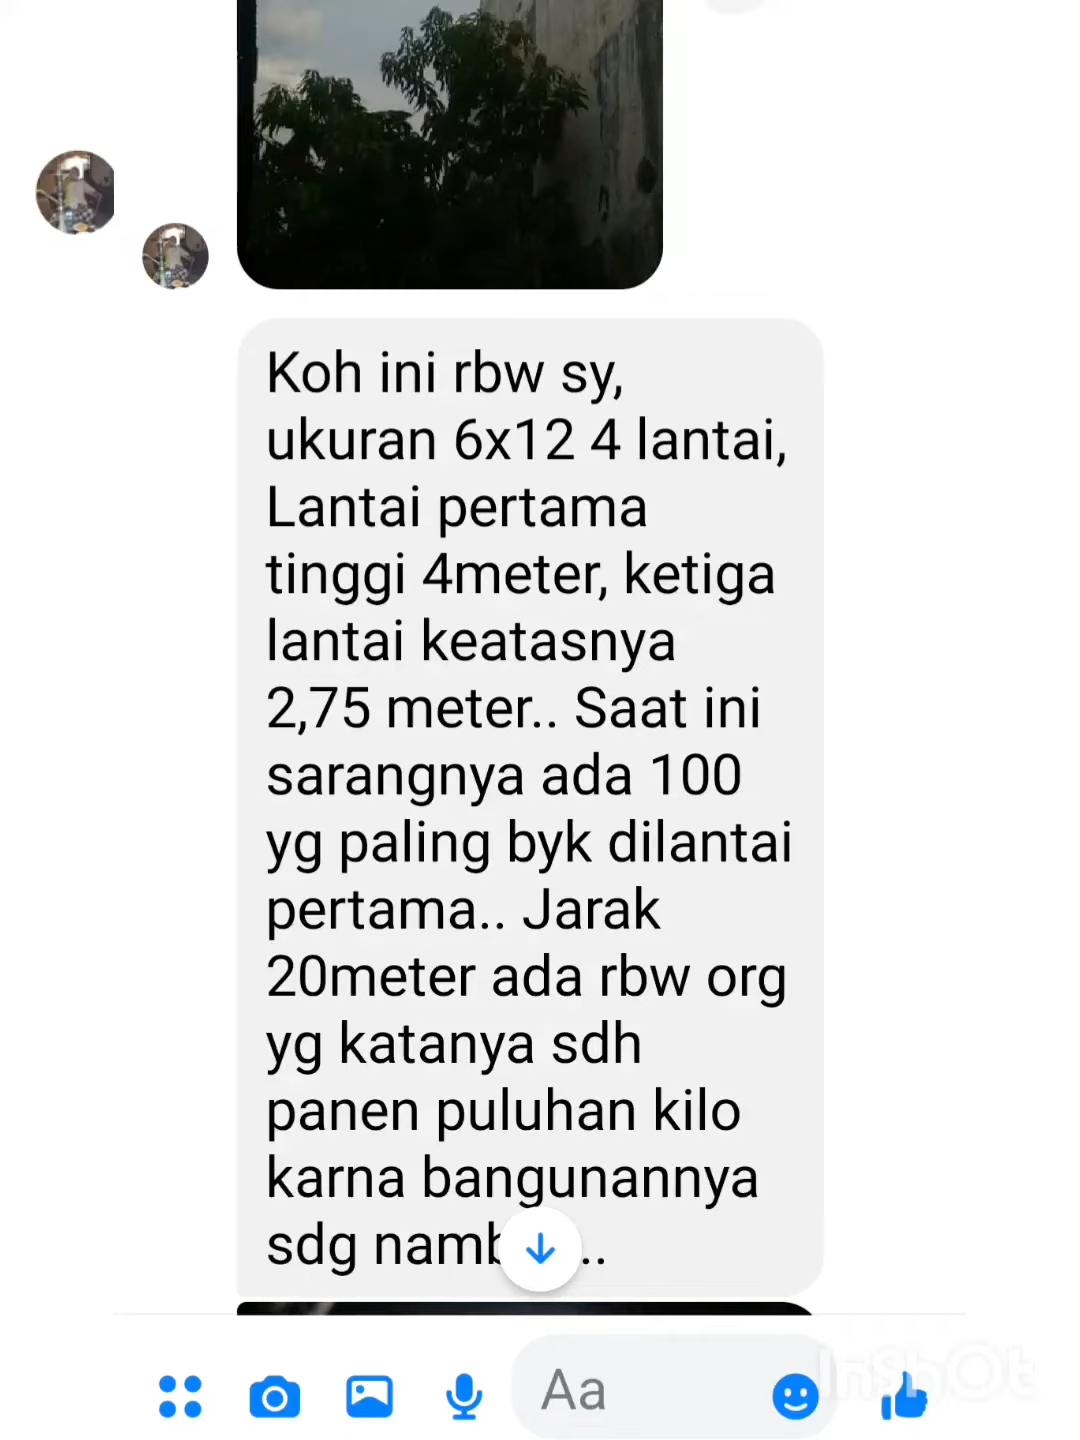 Koh ini rbw sy,
ukuran 6x12 4 lantai,
Lantai pertama
tinggi 4meter, ketiga
lantai keatasnya
2,75 meter.. Saat ini
sarangnya ada 100
yg paling byk dilantai
pertama.. Jarak
20meter ada rbw org
yg katanya sdh
panen puluhan kilo
karna bangunannya
sdg ..
Aa
InShOt